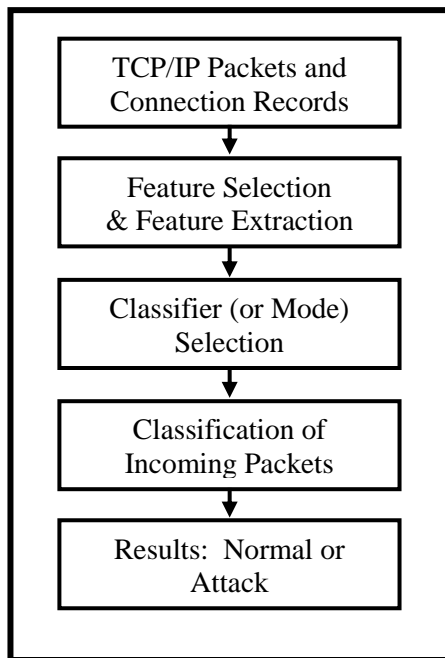 TCP/IP Packets and
Connection Records
Feature Selection
& Feature Extraction
Classifier (or Mode)
Selection
Classification of
Incoming Packets
Results:  Normal or
Attack